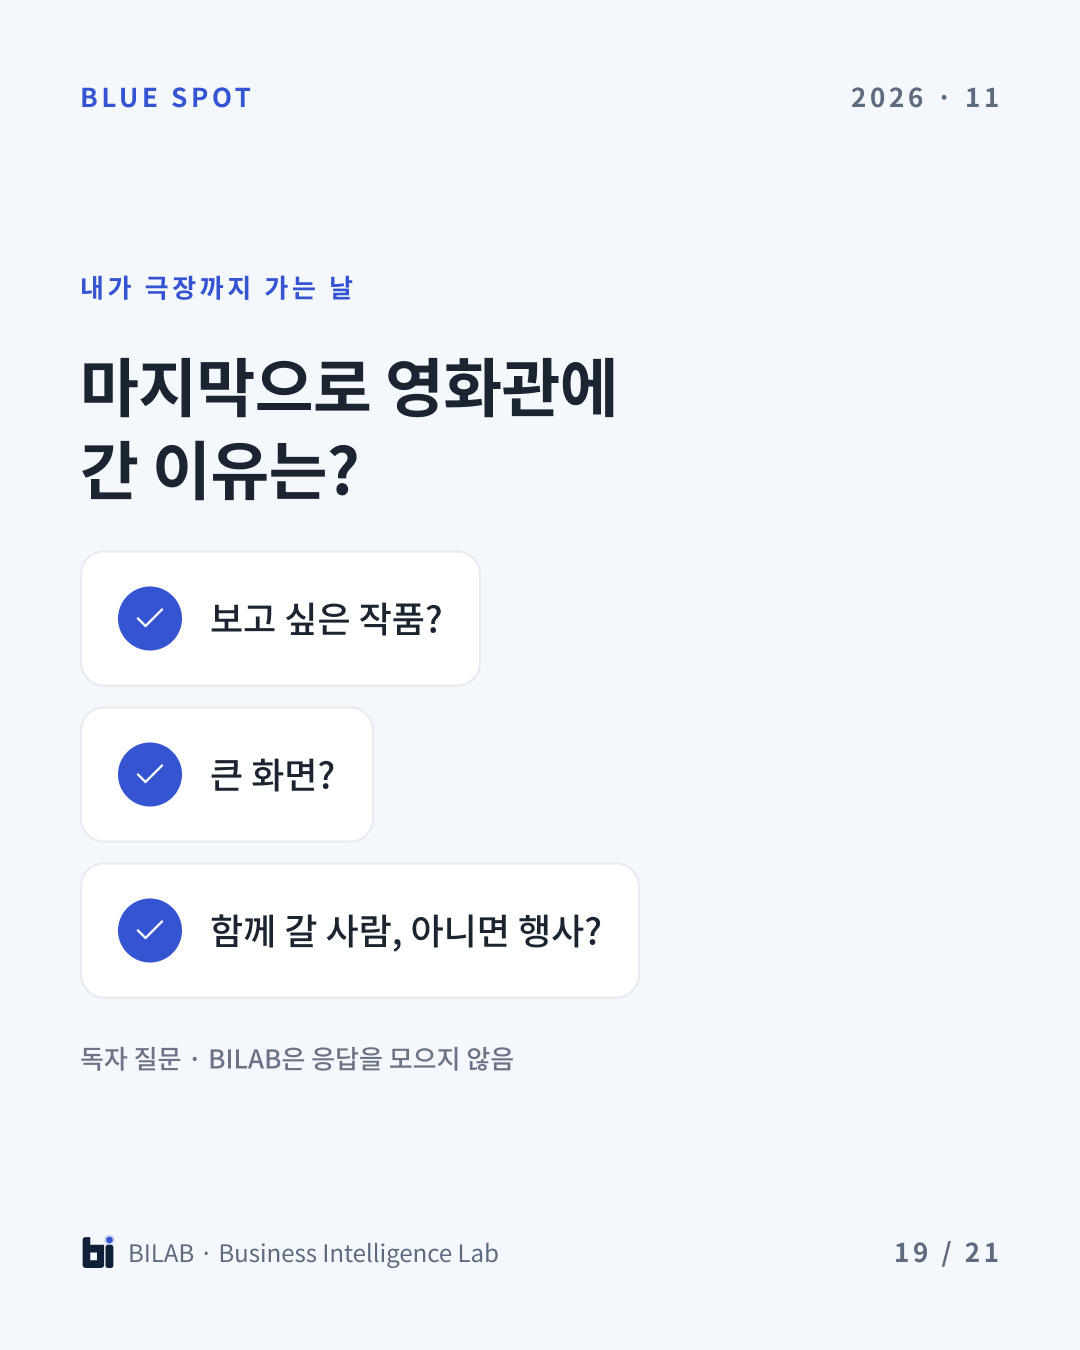 BLUE SPOT
2026 · 11
내가 극장까지 가는 날
마지막으로 영화관에
간 이유는?
보고 싶은 작품?
큰 화면?
함께 갈 사람, 아니면 행사?
독자 질문 · BILAB은 응답을 모으지 않음
bi BILAB · Business Intelligence Lab
19 / 21